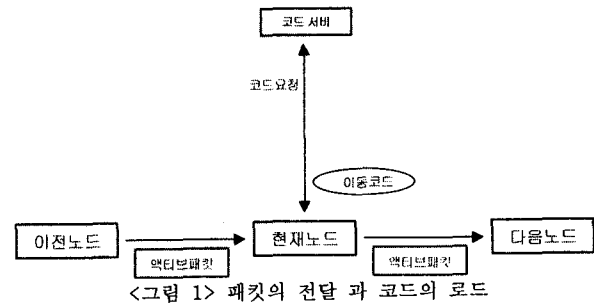 코드 서버
코드요청
이동코드
이전노드
현재노드
다음노드
액티브패킷
액티브패킷
<그림 1> 패킷의 전달 과 코드의 로드